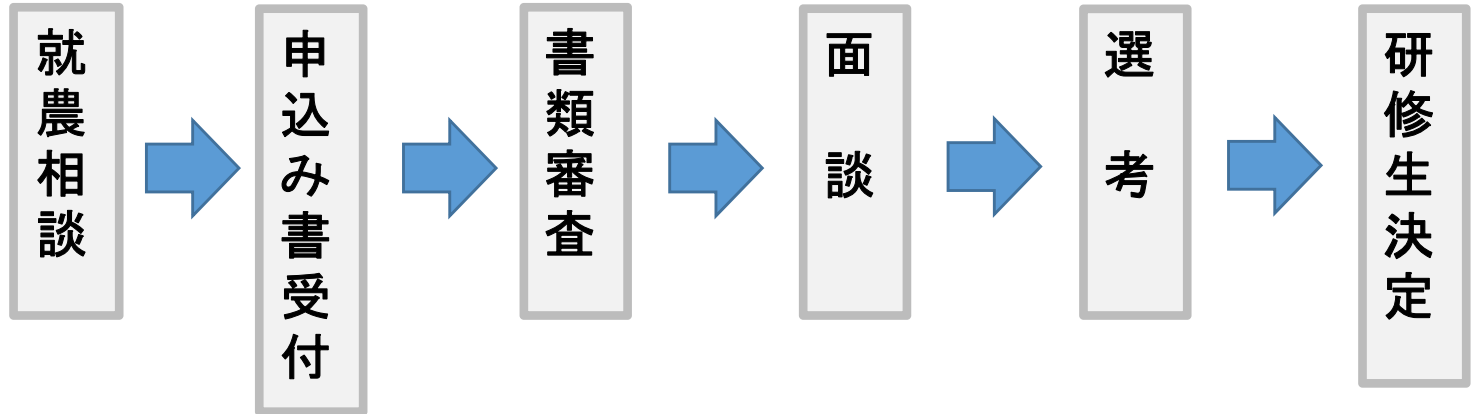 就農相談
申込み書受付
書類審査
面談
選考
研修生決定